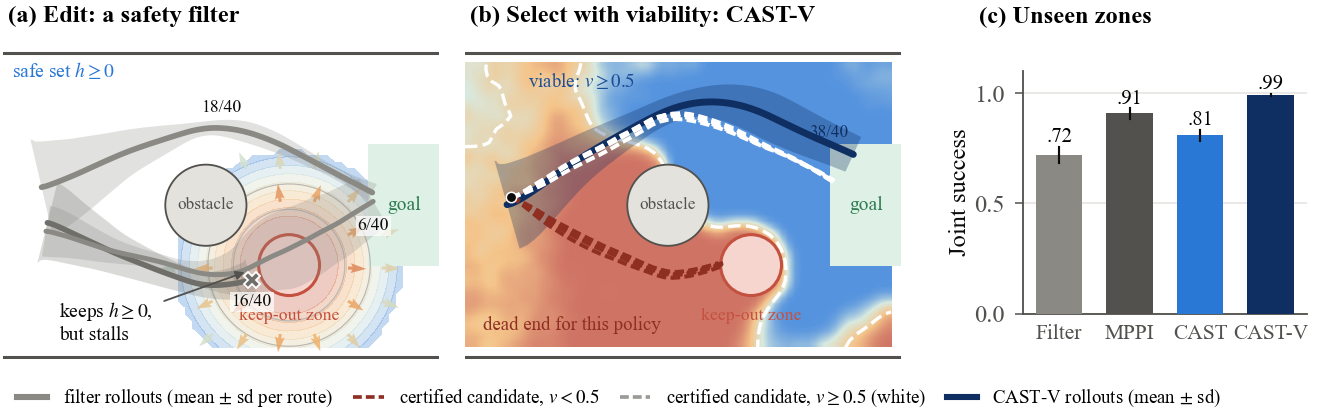 (a) Edit: a safety filter
safe set h ≥ 0
18/40
obstacle
goal
6/40
16/40
keep-out zone
keeps h ≥ 0,
but stalls
(b) Select with viability: CAST-V
viable: v ≥ 0.5
38/40
obstacle
goal
dead end for this policy
keep-out zone
(c) Unseen zones
Joint success
1.0
0.5
0.0
.72
.91
.81
.99
Filter
MPPI
CAST
CAST-V
filter rollouts (mean ± sd per route)
certified candidate, v < 0.5
certified candidate, v ≥ 0.5 (white)
CAST-V rollouts (mean ± sd)